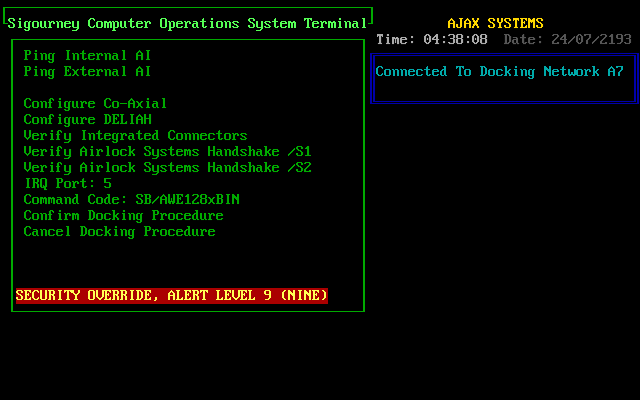 Sigourney Computer Operations System Terminal
AJAX SYSTEMS
Time: 04:38:08 Date: 24/07/2193
Ping Internal AI
Ping External AI
Connected To Docking Network A7
Configure Co-Axial
Configure DELIAH
Verify Integrated Connectors
Verify Airlock Systems Handshake /S1
Verify Airlock Systems Handshake /S2
IRQ Port: 5
Command Code: SB/AWE128xBIN
Confirm Docking Procedure
Cancel Docking Procedure
SECURITY OVERRIDE, ALERT LEVEL 9 (NINE)